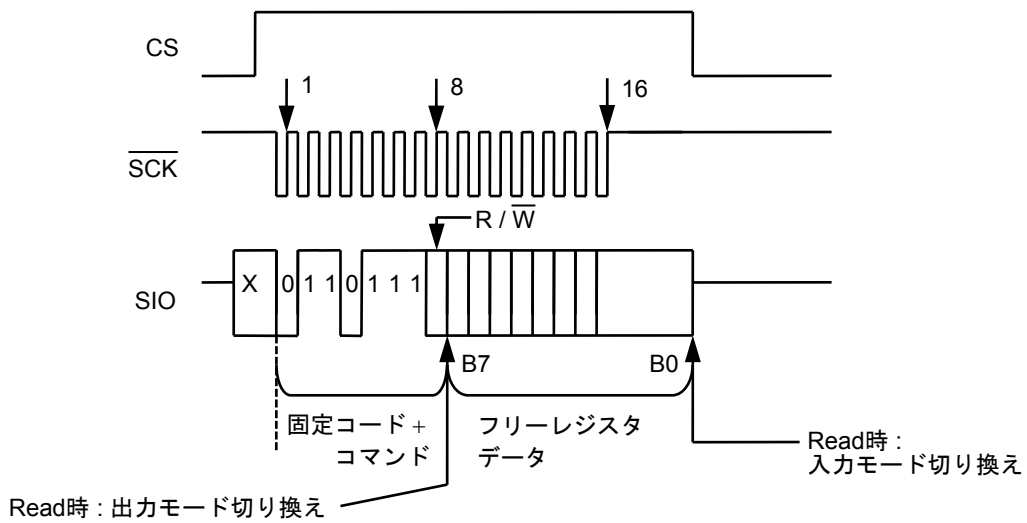 CS
1
8
16
SCK
R / W
SIO
X
0
1
1
0
1
1
1
B7
B0
固定コード +
コマンド
フリーレジスタ
データ
Read時 :
入力モード切り換え
Read時 : 出力モード切り換え